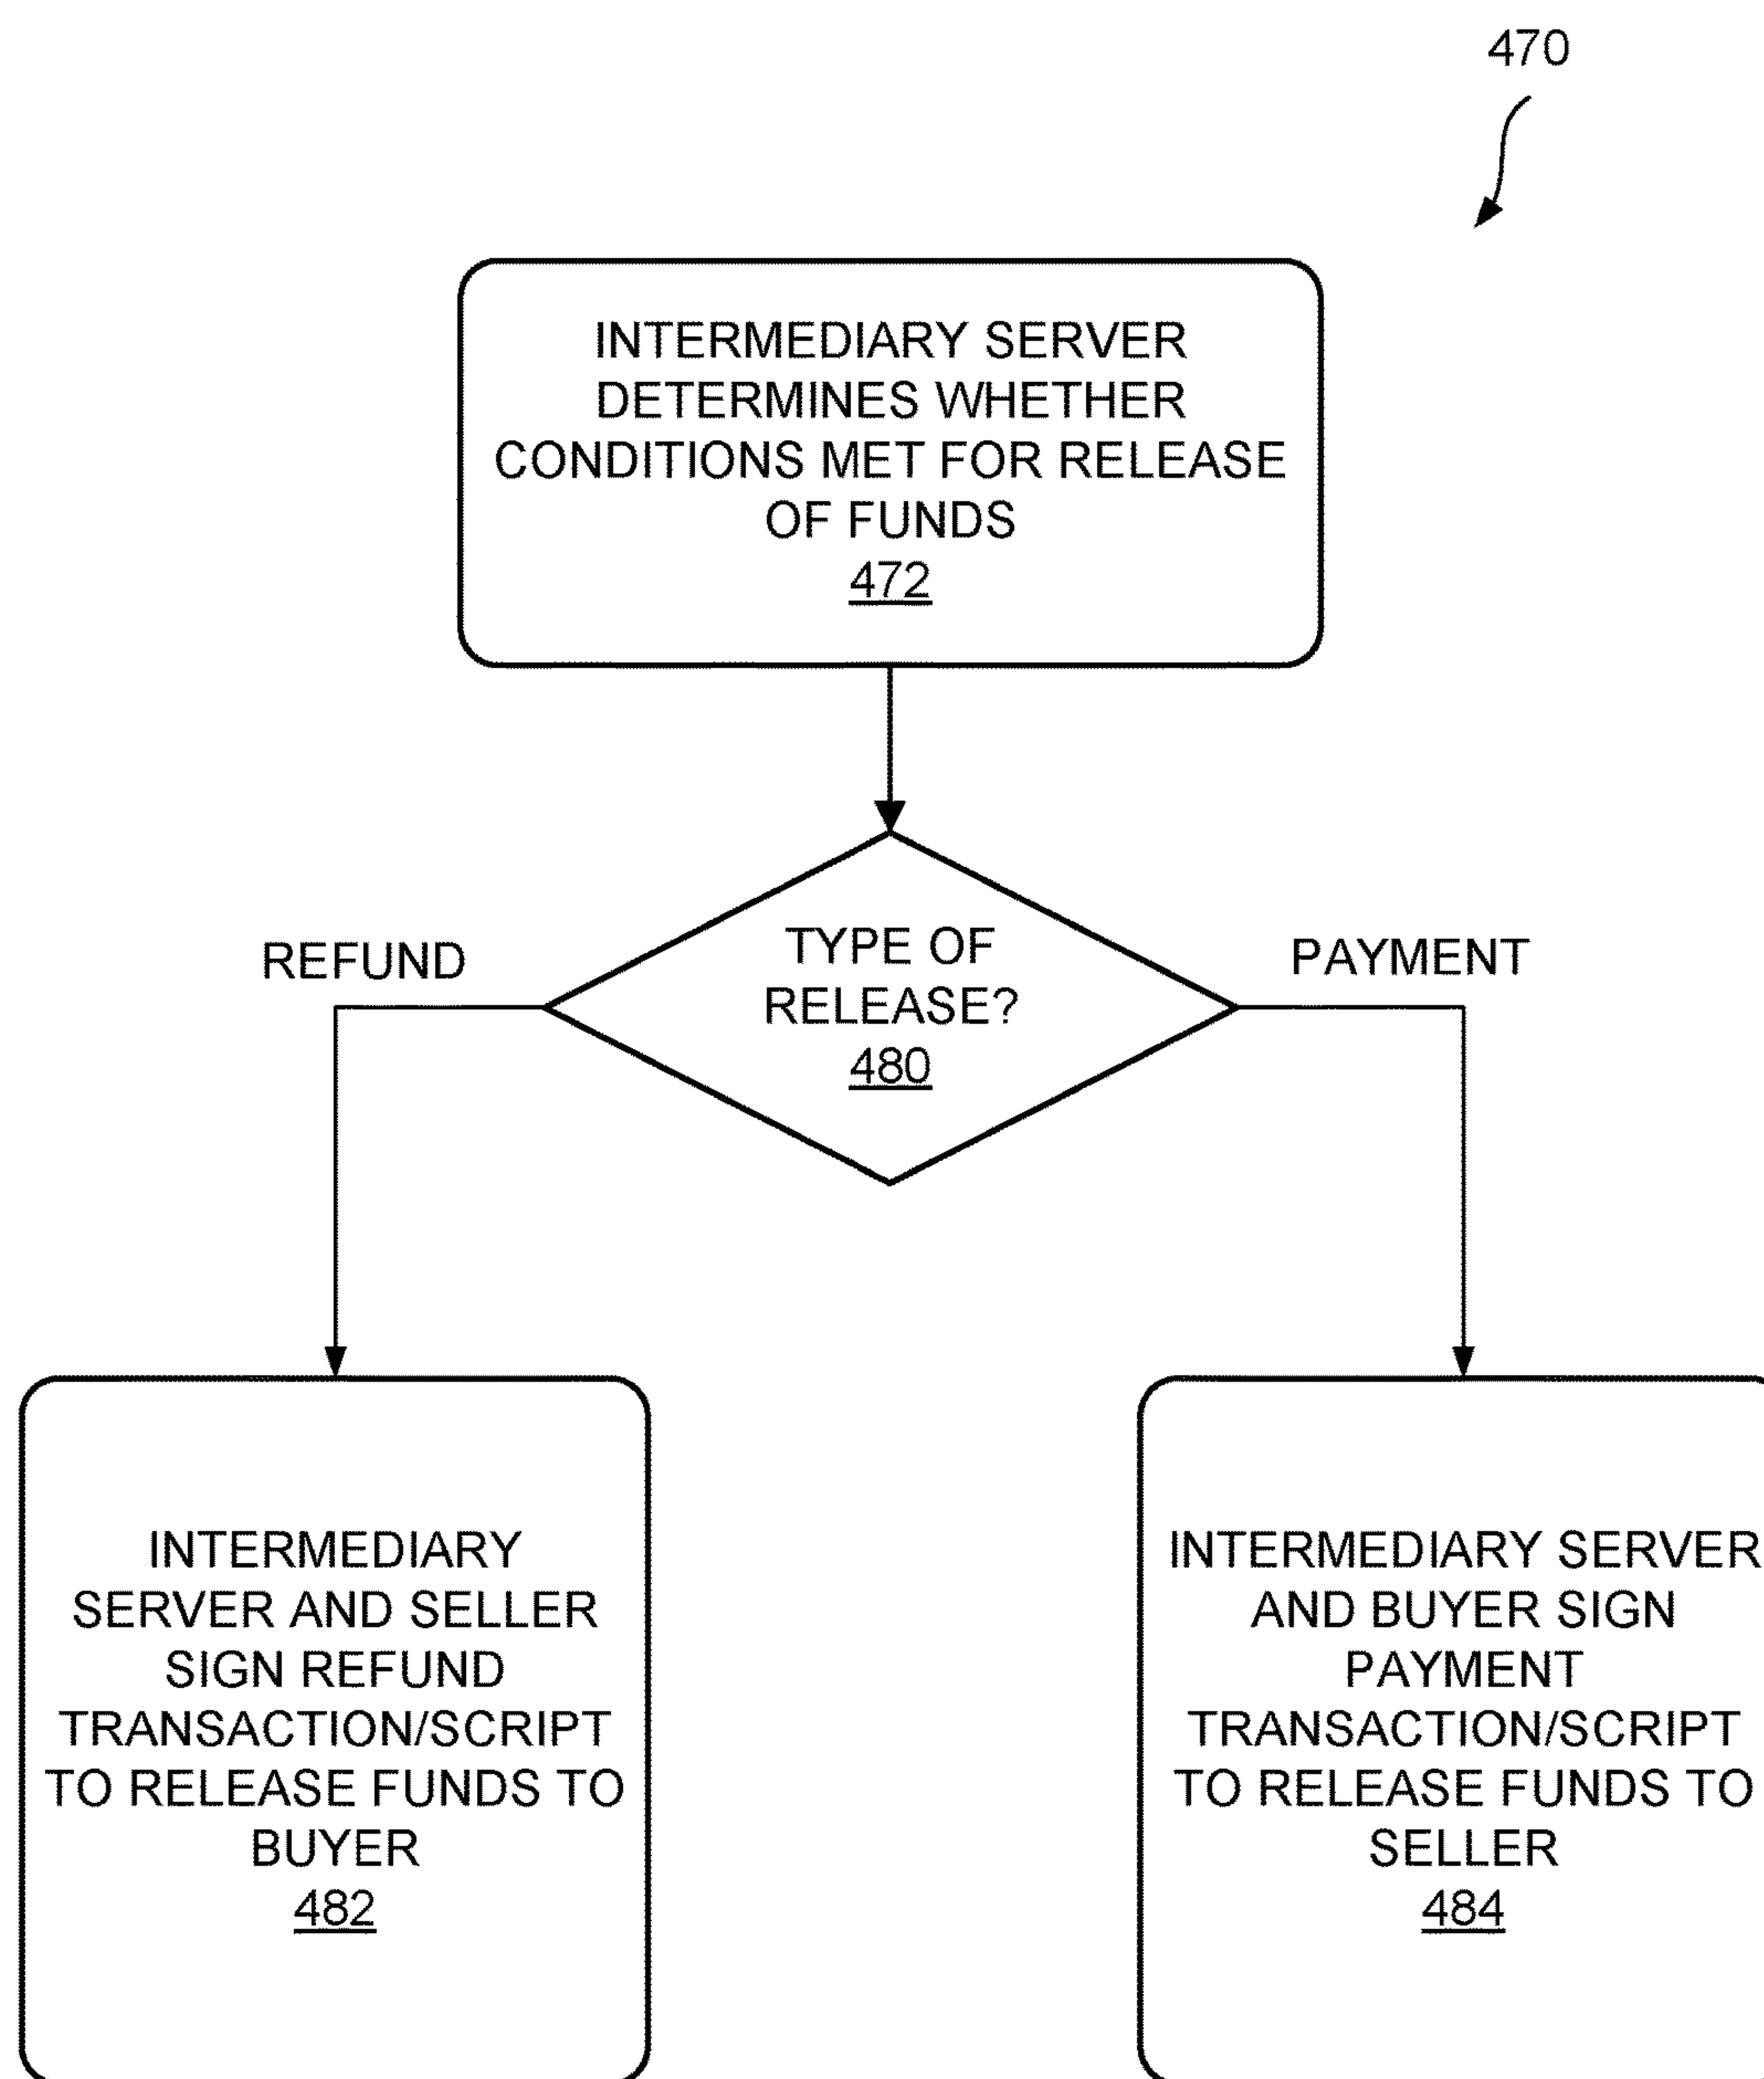 470
INTERMEDIARY SERVER
DETERMINES WHETHER
CONDITIONS MET FOR RELEASE
OF FUNDS
472
REFUND
TYPE OF
RELEASE?
480
PAYMENT
INTERMEDIARY
SERVER AND SELLER
SIGN REFUND
TRANSACTION/SCRIPT
TO RELEASE FUNDS TO
BUYER
482
INTERMEDIARY SERVER
AND BUYER SIGN
PAYMENT
TRANSACTION/SCRIPT
TO RELEASE FUNDS TO
SELLER
484